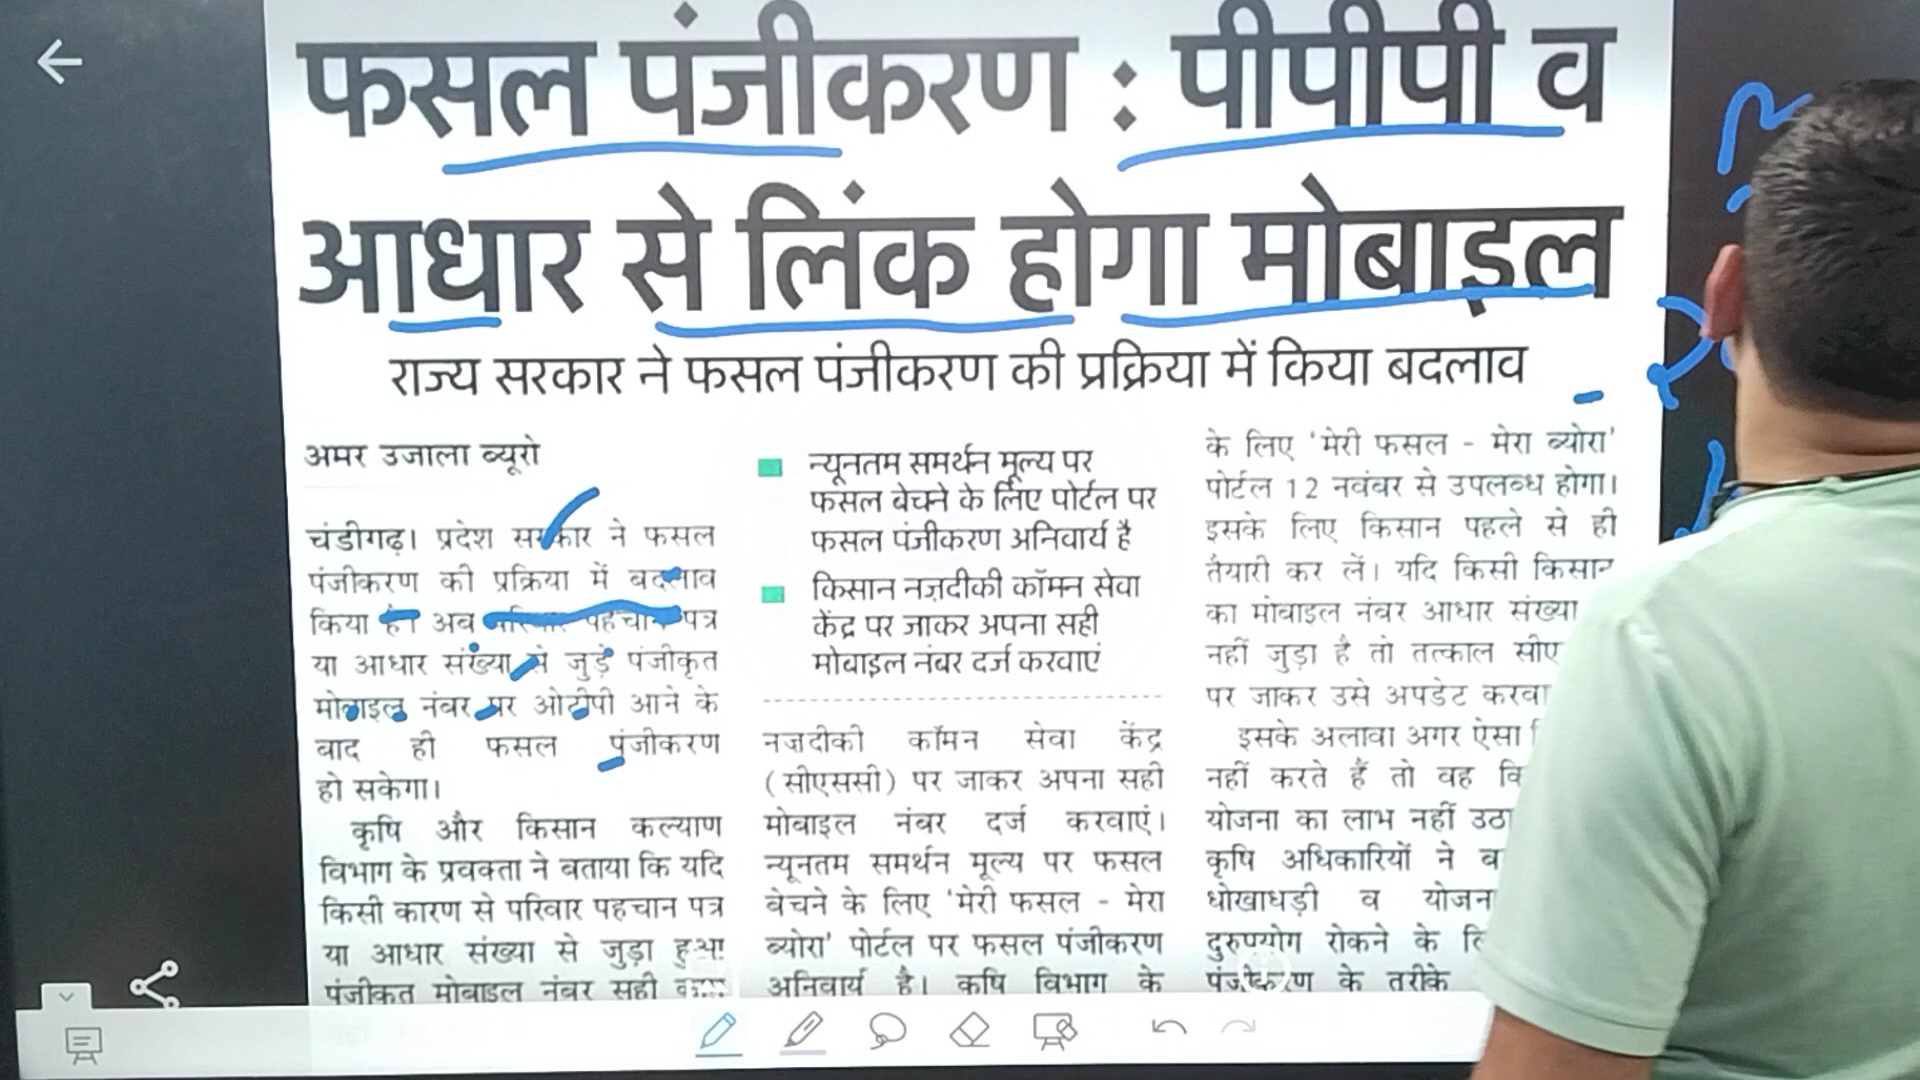 फसल पंजीकरण : पीपीपी व
आधार से लिंक होगा मोबाइल
राज्य सरकार ने फसल पंजीकरण की प्रक्रिया में किया बदलाव
अमर उजाला ब्यूरो
चंडीगढ़। प्रदेश सरकार ने फसल
पंजीकरण की प्रक्रिया में बदलाव
किया है। अब परिवार पहचान पत्र
या आधार संख्या से जुड़े पंजीकृत
मोबाइल नंबर पर ओटीपी आने के
बाद ही फसल पंजीकरण
हो सकेगा।
कृषि और किसान कल्याण
विभाग के प्रवक्ता ने बताया कि यदि
किसी कारण से परिवार पहचान पत्र
या आधार संख्या से जुड़ा हुआ
पंजीकृत मोबाइल नंबर सही
न्यूनतम समर्थन मूल्य पर
फसल बेचने के लिए पोर्टल पर
फसल पंजीकरण अनिवार्य है
किसान नज़दीकी कॉमन सेवा
केंद्र पर जाकर अपना सही
मोबाइल नंबर दर्ज करवाएं
नजदीकी कॉमन सेवा केंद्र
(सीएससी) पर जाकर अपना सही
मोबाइल नंबर दर्ज करवाएं।
न्यूनतम समर्थन मूल्य पर फसल
बेचने के लिए 'मेरी फसल - मेरा
ब्योरा' पोर्टल पर फसल पंजीकरण
अनिवार्य है। कृषि विभाग के
के लिए 'मेरी फसल - मेरा ब्योरा'
पोर्टल 12 नवंबर से उपलब्ध होगा।
इसके लिए किसान पहले से ही
तैयारी कर लें। यदि किसी किसान
का मोबाइल नंबर आधार संख्या
नहीं जुड़ा है तो तत्काल
पर जाकर उसे अपडेट
इसके अलावा अगर ऐसा
नहीं करते हैं तो वह
योजना का लाभ नहीं
कृषि अधिकारियों ने
धोखाधड़ी व
दुरुपयोग रोकने के
पंजीकरण के तरीके